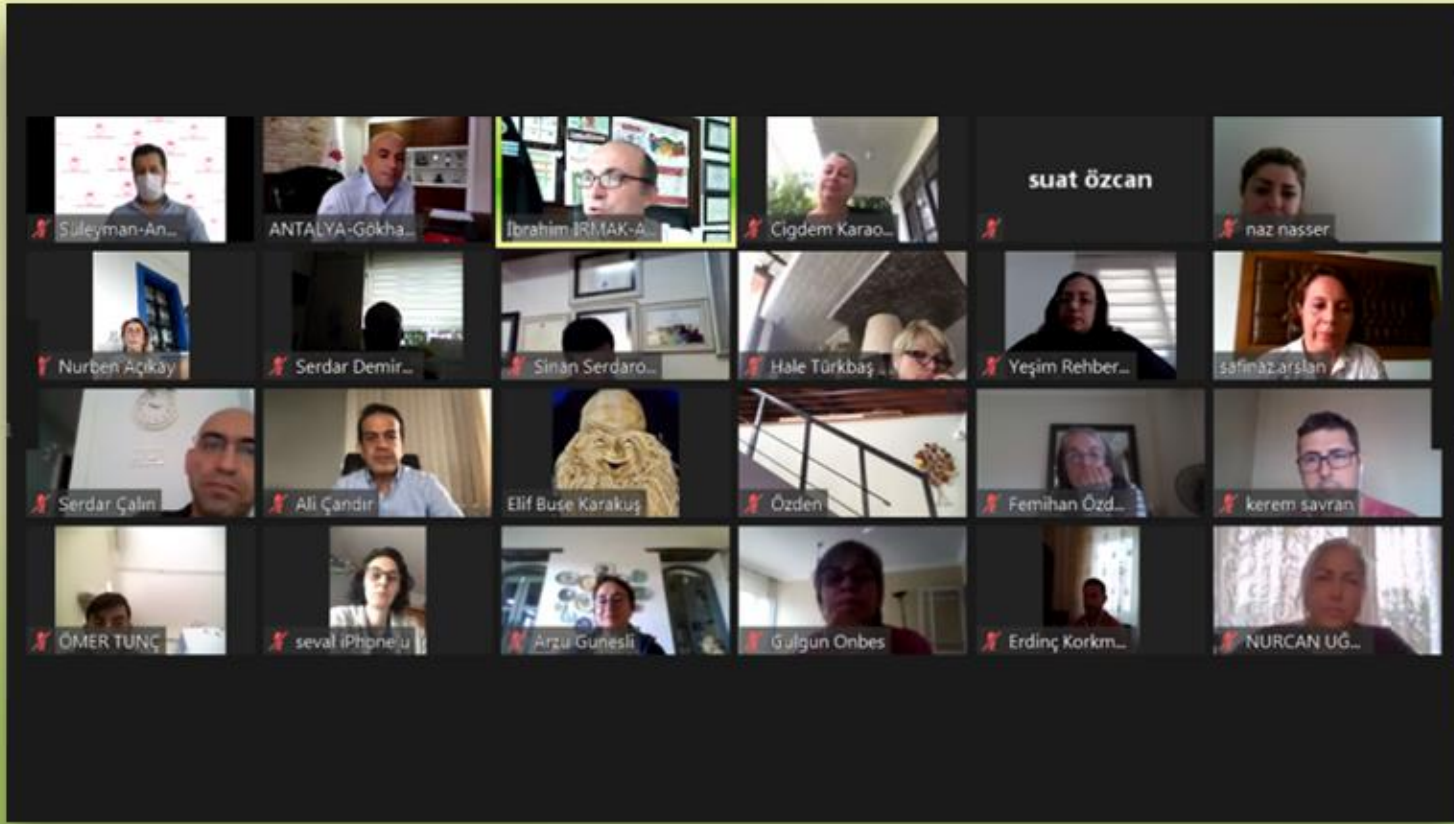 Süleyman-An...
ANTALYA-Gökha...
İbrahim IRMAK-A...
Cigdem Karao...
suat özcan
naz nasser
Nurben Açıkay
Serdar Demir...
Sinan Serdaro...
Hale Türkbaş
Yeşim Rehber...
safinaz arslan
Serdar Çalın
Ali Çandır
Elif Buse Karakuş
Özden
Femihan Özd...
kerem savran
ÖMER TUNÇ
seval iPhone'u
Arzu Gunesli
Gulgun Onbes
Erdinç Korkm...
NURCAN UĞ...